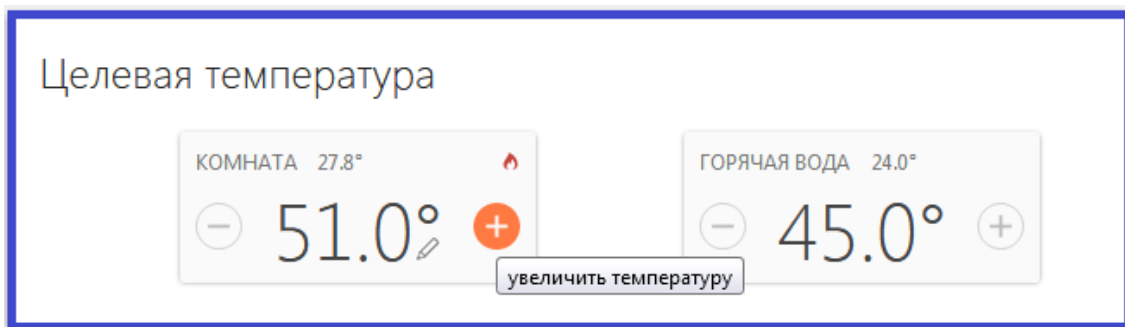 Целевая температура
КОМНАТА 27.8°
51.0°
увеличить температуру
ГОРЯЧАЯ ВОДА 24.0°
45.0°